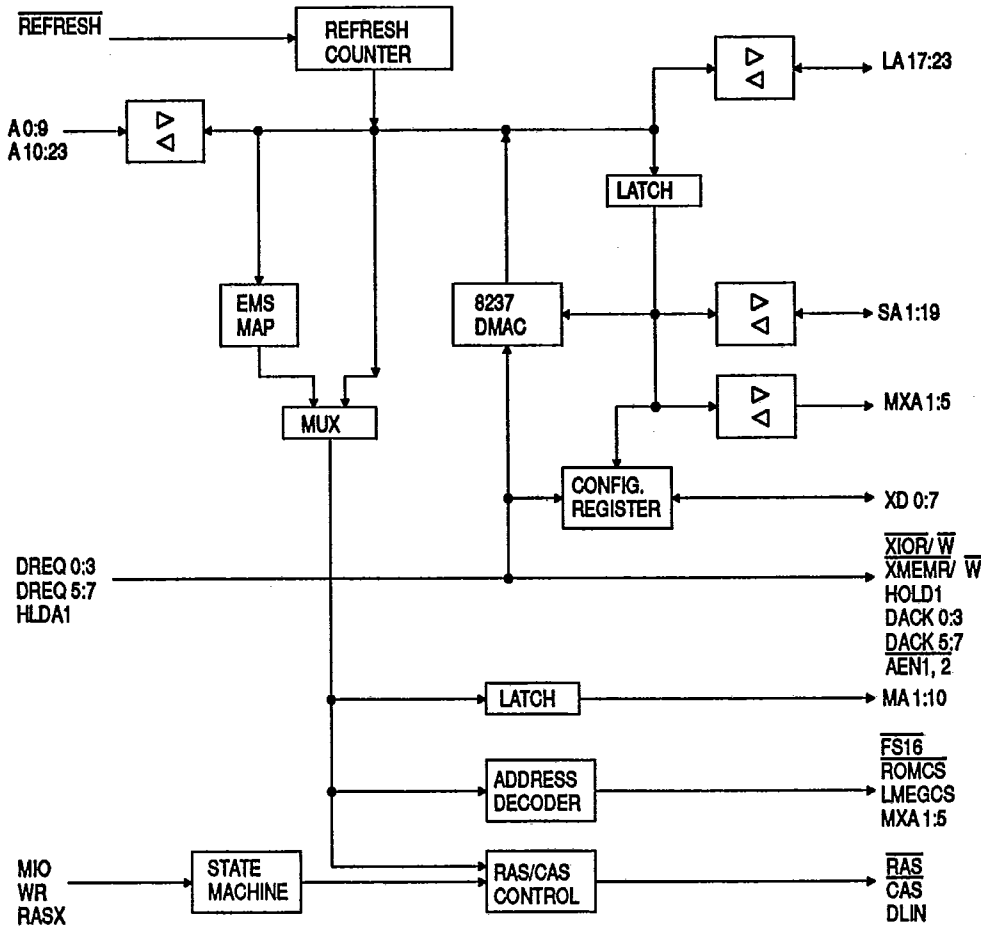 REFRESH
REFRESH
COUNTER
LA 17:23
A 0:9
A 10:23
LATCH
EMS
MAP
8237
DMAC
SA 1:19
MUX
MXA 1:5
CONFIG.
REGISTER
XD 0:7
DREQ 0:3
DREQ 5:7
HLDA1
XIOR/ W
XMEMR/ W
HOLD1
DACK 0:3
DACK 5:7
AEN1, 2
LATCH
MA 1:10
ADDRESS
DECODER
FS16
ROMCS
LMEGCS
MXA 1:5
MIO
WR
RASX
STATE
MACHINE
RAS/CAS
CONTROL
RAS
CAS
DLIN